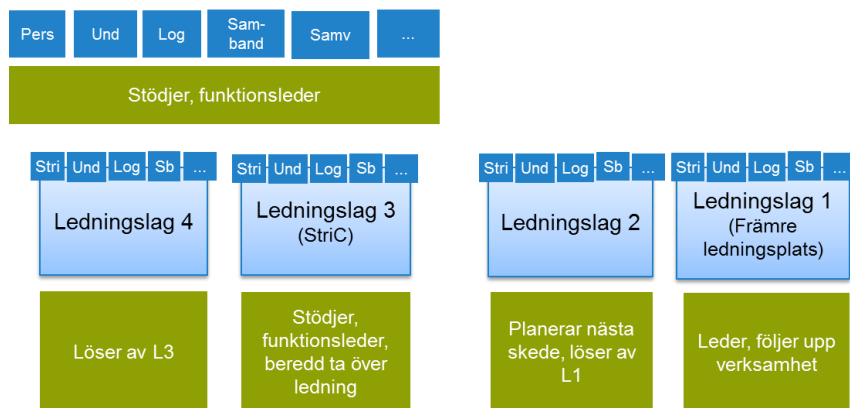 Pers
Und
Log
Sam-
band
Samv
...
Stödjer, funktionsleder
Stri
Und
Log
Sb
...
Ledningslag 4
Löser av L3
Stri
Und
Log
Sb
...
Ledningslag 3
(StriC)
Stödjer,
funktionsleder,
beredd ta över
ledning
Stri
Und
Log
Sb
...
Ledningslag 2
Planerar nästa
skede, löser av
L1
Stri
Und
Log
Sb
...
Ledningslag 1
(Främre
ledningsplats)
Leder, följer upp
verksamhet